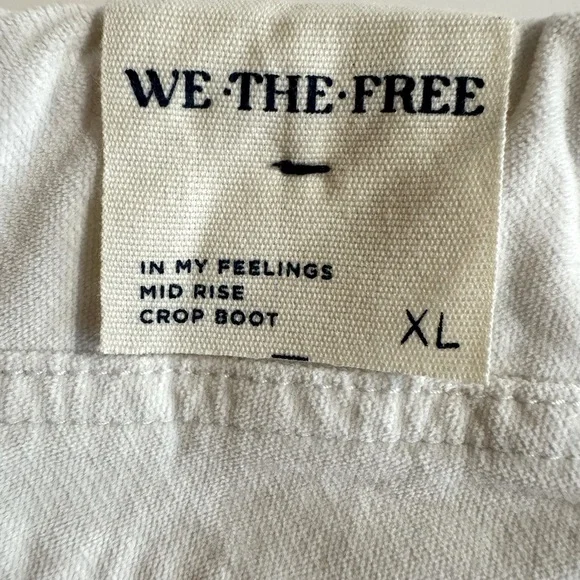 WE·THE·FREE
IN MY FEELINGS
MID RISE
CROP BOOT
XL